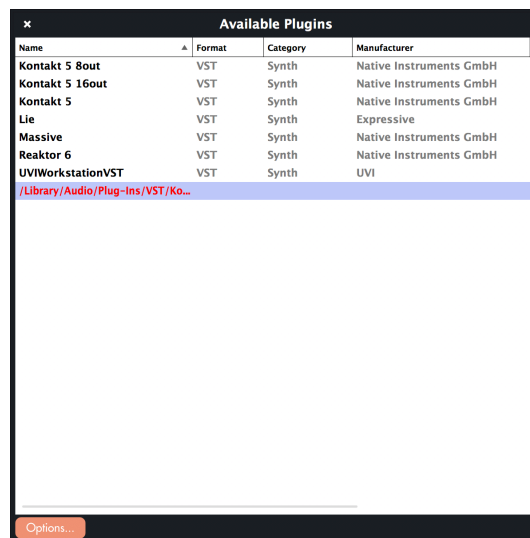 × Available Plugins
Name ▲ Format Category Manufacturer
Kontakt 5 8out VST Synth Native Instruments GmbH
Kontakt 5 16out VST Synth Native Instruments GmbH
Kontakt 5 VST Synth Native Instruments GmbH
Lie VST Synth Expressive
Massive VST Synth Native Instruments GmbH
Reaktor 6 VST Synth Native Instruments GmbH
UVIWorkstationVST VST Synth UVI
/Library/Audio/Plug-Ins/VST/Ko...
Options...